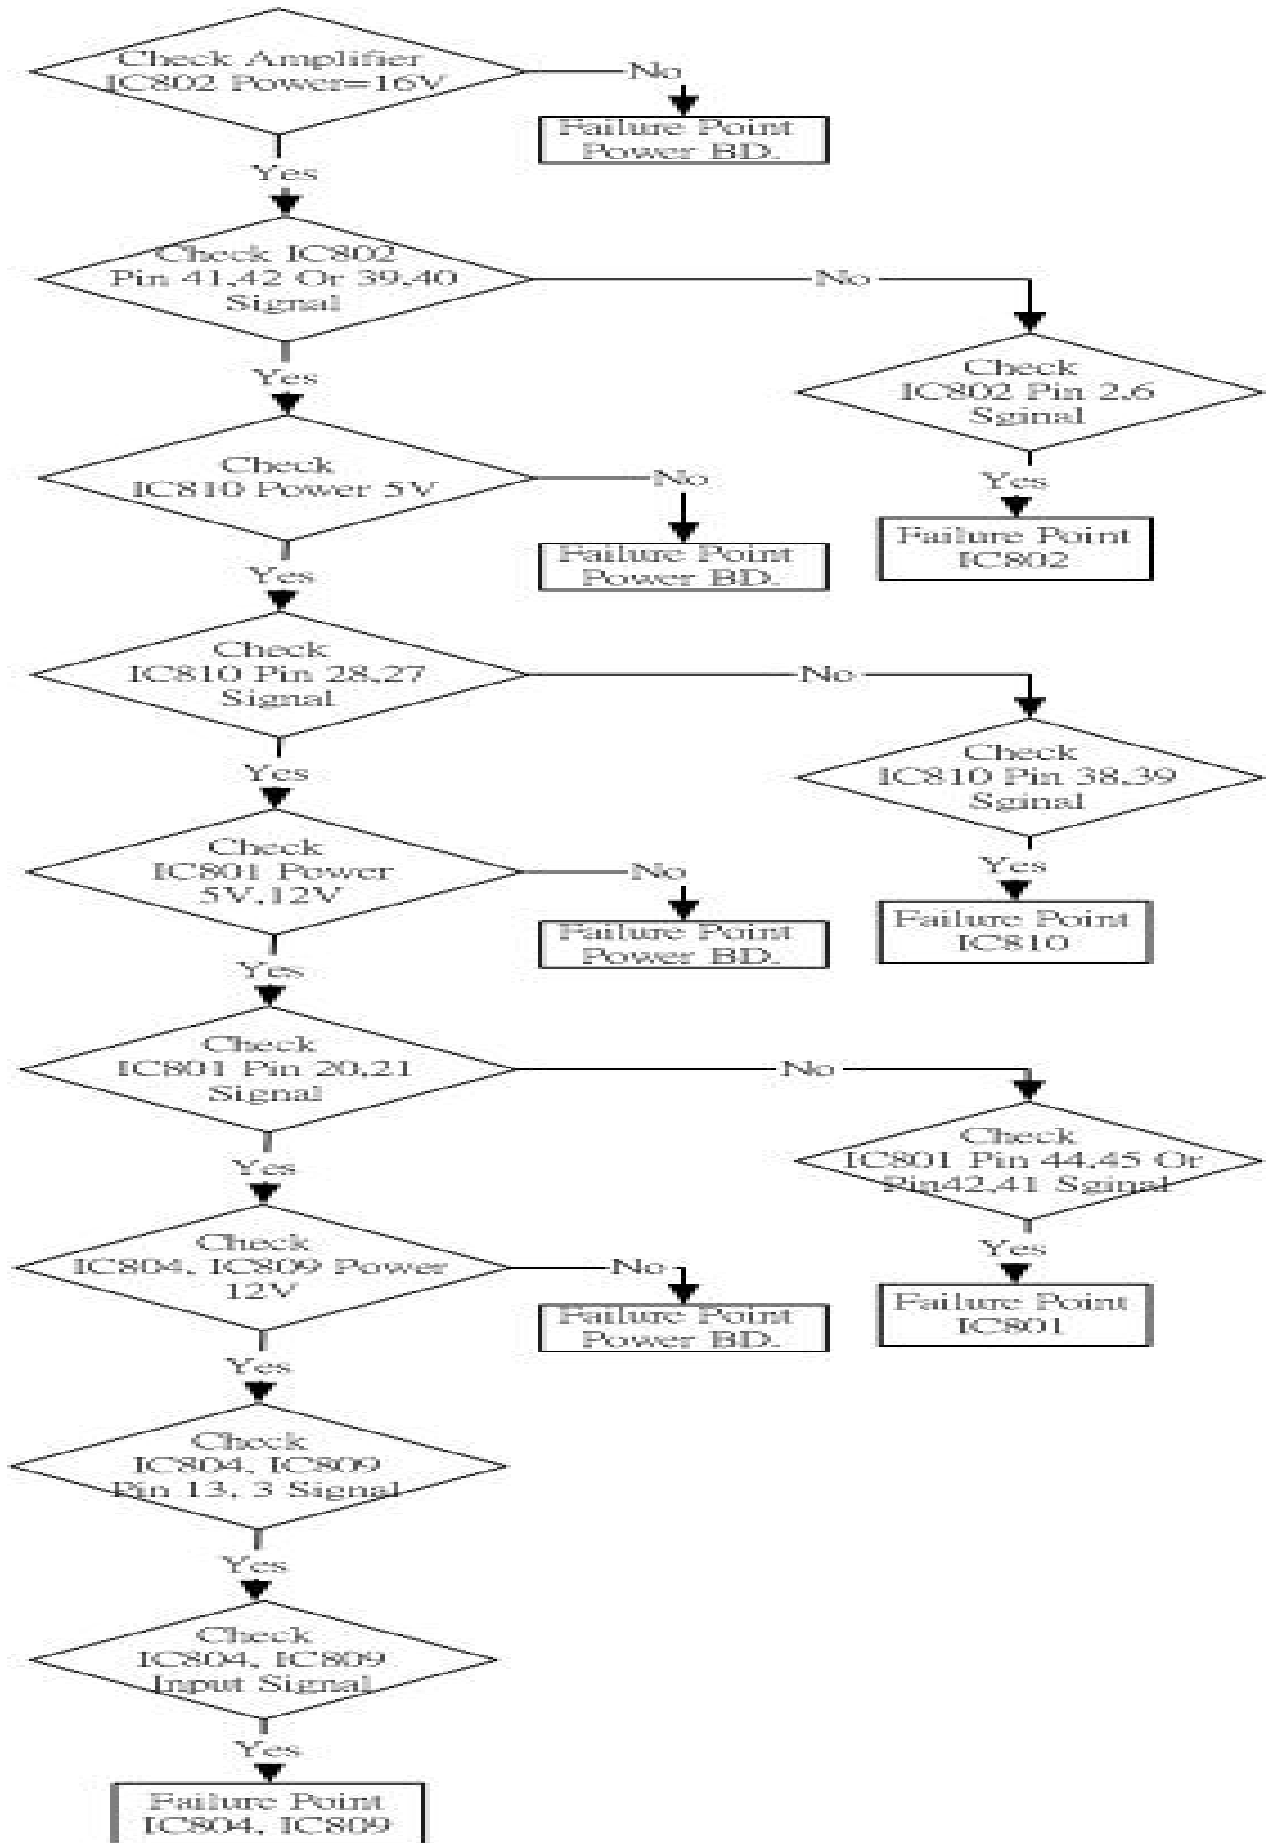 Check Amplifier
IC802 Power=16V
No
Failure Point
Power BD.
Yes
Check IC802
Pin 41,42 Or 39,40
Signal
No
Check
IC802 Pin 2,6
Sginal
Yes
Failure Point
IC802
Yes
Check
IC810 Power 5V
No
Failure Point
Power BD.
Yes
Check
IC810 Pin 28,27
Signal
No
Check
IC810 Pin 38,39
Sginal
Yes
Failure Point
IC810
Yes
Check
IC801 Power
5V,12V
No
Failure Point
Power BD.
Yes
Check
IC801 Pin 20,21
Signal
No
Check
IC801 Pin 44,45 Or
Pin42,41 Sginal
Yes
Failure Point
IC801
Yes
Check
IC804, IC809 Power
12V
No
Failure Point
Power BD.
Yes
Check
IC804, IC809
Pin 13, 3 Signal
Yes
Check
IC804, IC809
Input Signal
Yes
Failure Point
IC804, IC809